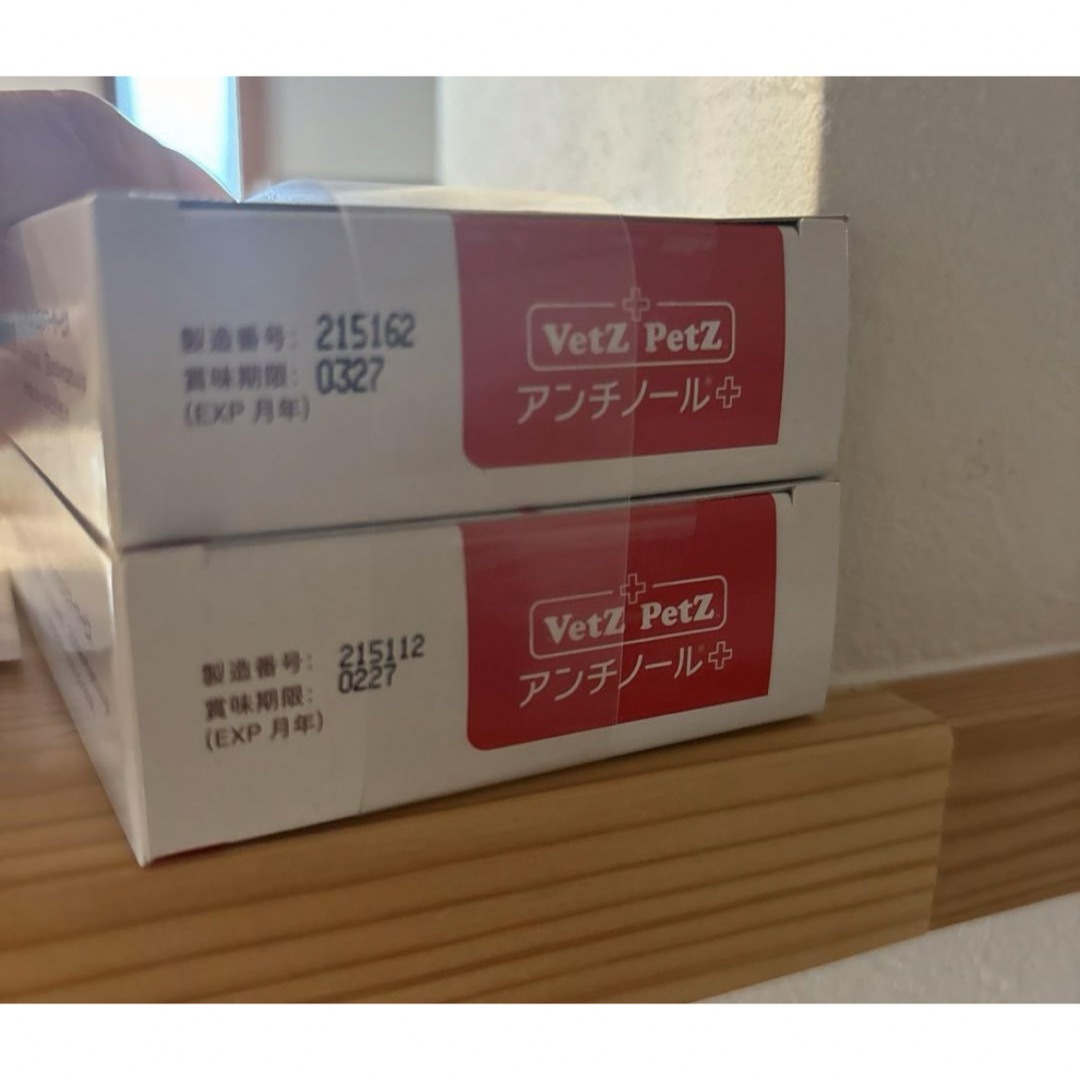 製造番号: 215162
賞味期限: 0327
(EXP 月年)
VetZ PetZ
アンチノール®+
製造番号: 215112
賞味期限: 0227
(EXP 月年)
VetZ PetZ
アンチノール®+